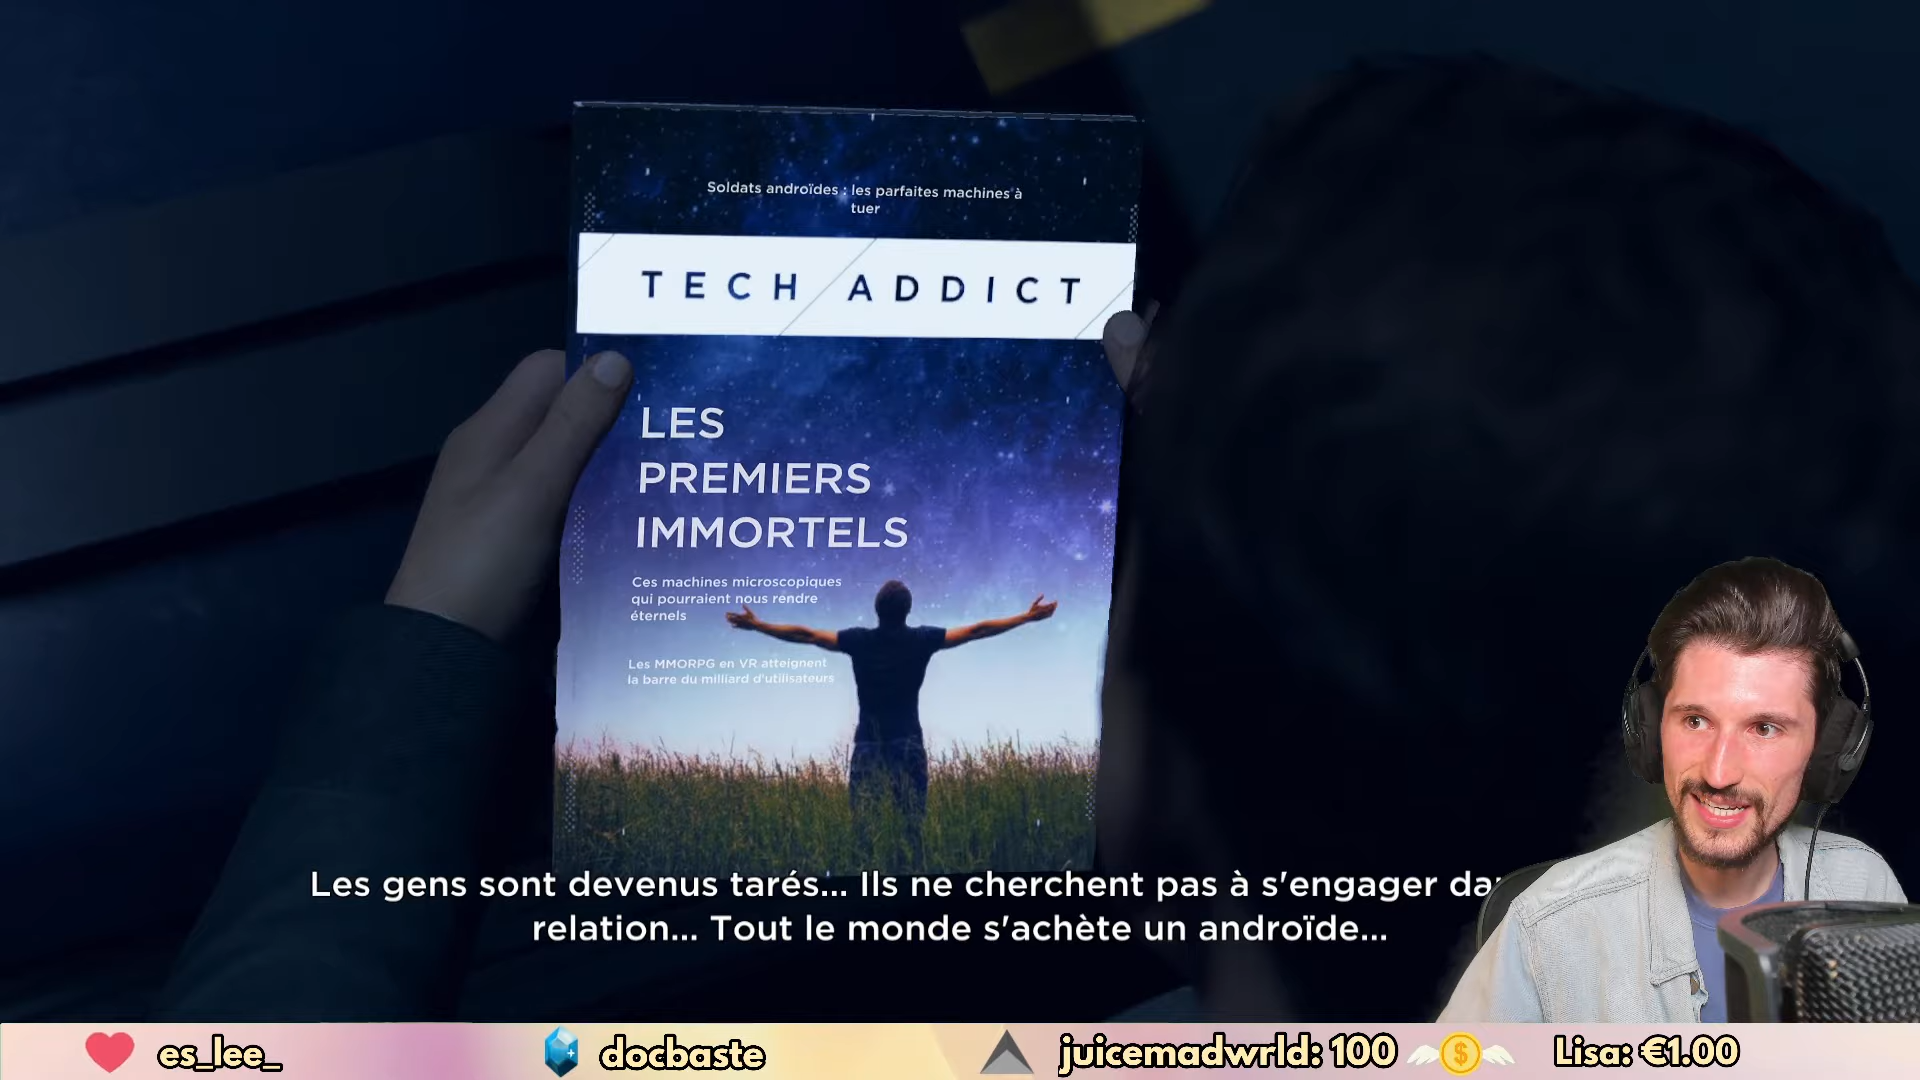 Soldats androïdes : les parfaites machines à
tuer
TECH ADDICT
LES
PREMIERS
IMMORTELS
Ces machines microscopiques
qui pourraient nous rendre
éternels
Les MMORPG en VR atteignent
la barre du milliard d'utilisateurs
Les gens sont devenus tarés... Ils ne cherchent pas à s'engager
relation... Tout le monde s'achète un androïde...
es_lee_
docbaste
juicemadwrld: 100
Lisa: €1.00